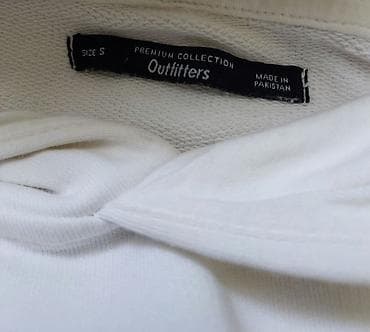 SIZE S
PREMIUM COLLECTION
Outfitters
MADE IN
PAKISTAN